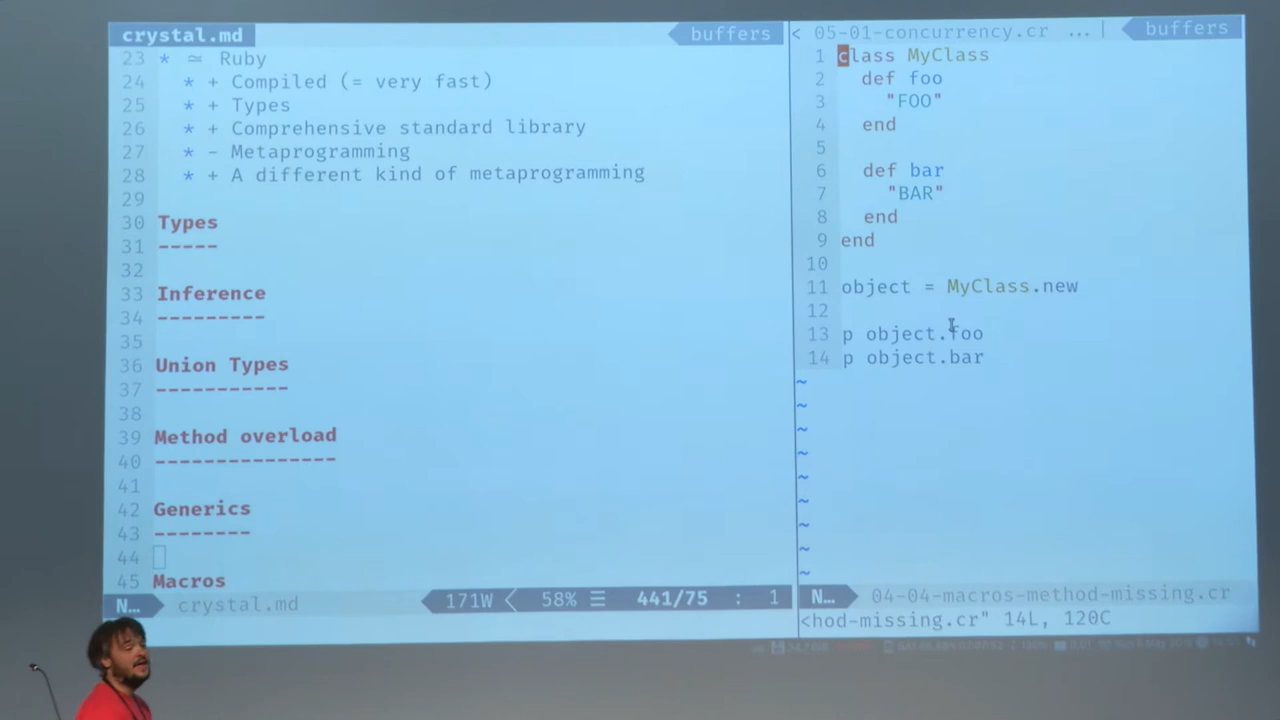 crystal.md
buffers
23 * ≃ Ruby
24 * + Compiled (= very fast)
25 * + Types
26 * + Comprehensive standard library
27 * - Metaprogramming
28 * + A different kind of metaprogramming
29
30 Types
31 -----
32
33 Inference
34 ---------
35
36 Union Types
37 -----------
38
39 Method overload
40 ---------------
41
42 Generics
43 --------
44
45 Macros
N... crystal.md 171W 58% ☰ 441/75 : 1
< 05-01-concurrency.cr ... | buffers
1 class MyClass
2 def foo
3 "FOO"
4 end
5
6 def bar
7 "BAR"
8 end
9 end
10
11 object = MyClass.new
12
13 p object.foo
14 p object.bar
~
~
~
~
~
~
~
~
~
N... 04-04-macros-method-missing.cr
<hod-missing.cr" 14L, 120C